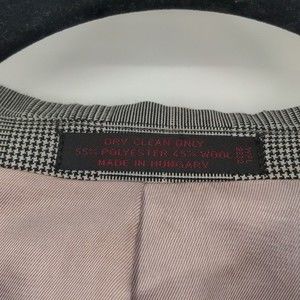 DRY CLEAN ONLY
55% POLYESTER 45% WOOL
MADE IN HUNGARY